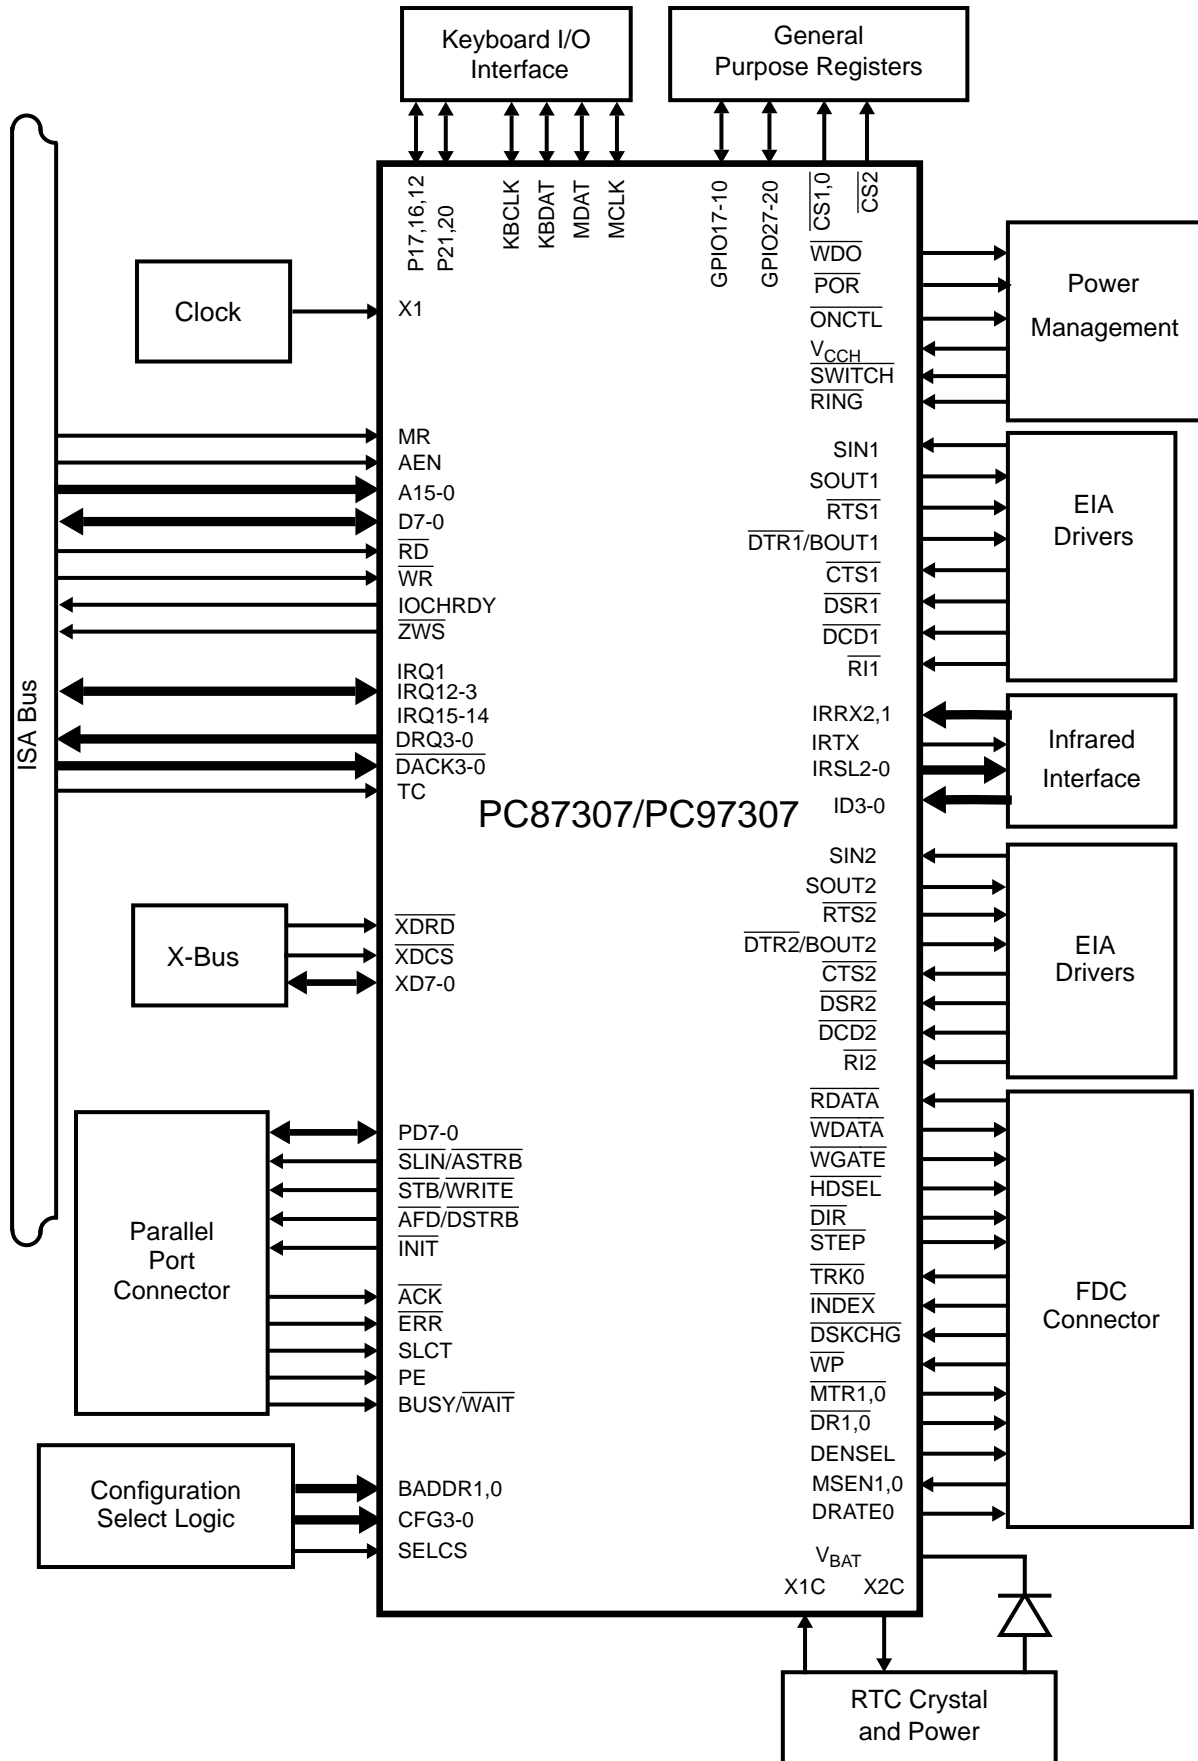 Keyboard I/O
Interface
General
Purpose Registers
P17,16,12
P21,20
KBCLK
KBDAT
MDAT
MCLK
GPIO17-10
GPIO27-20
CS1,0
CS2
Clock
X1
WDO
POR
ONCTL
VCCH
SWITCH
RING
Power
Management
ISA Bus
MR
AEN
A15-0
D7-0
RD
WR
IOCHRDY
ZWS
IRQ1
IRQ12-3
IRQ15-14
DRQ3-0
DACK3-0
TC
SIN1
SOUT1
RTS1
DTR1/BOUT1
CTS1
DSR1
DCD1
RI1
EIA
Drivers
IRRX2,1
IRTX
IRSL2-0
ID3-0
Infrared
Interface
PC87307/PC97307
X-Bus
XDRD
XDCS
XD7-0
SIN2
SOUT2
RTS2
DTR2/BOUT2
CTS2
DSR2
DCD2
RI2
EIA
Drivers
Parallel
Port
Connector
PD7-0
SLIN/ASTRB
STB/WRITE
AFD/DSTRB
INIT
ACK
ERR
SLCT
PE
BUSY/WAIT
RDATA
WDATA
WGATE
HDSEL
DIR
STEP
TRK0
INDEX
DSKCHG
WP
MTR1,0
DR1,0
DENSEL
MSEN1,0
DRATE0
FDC
Connector
Configuration
Select Logic
BADDR1,0
CFG3-0
SELCS
VBAT
X1C
X2C
RTC Crystal
and Power